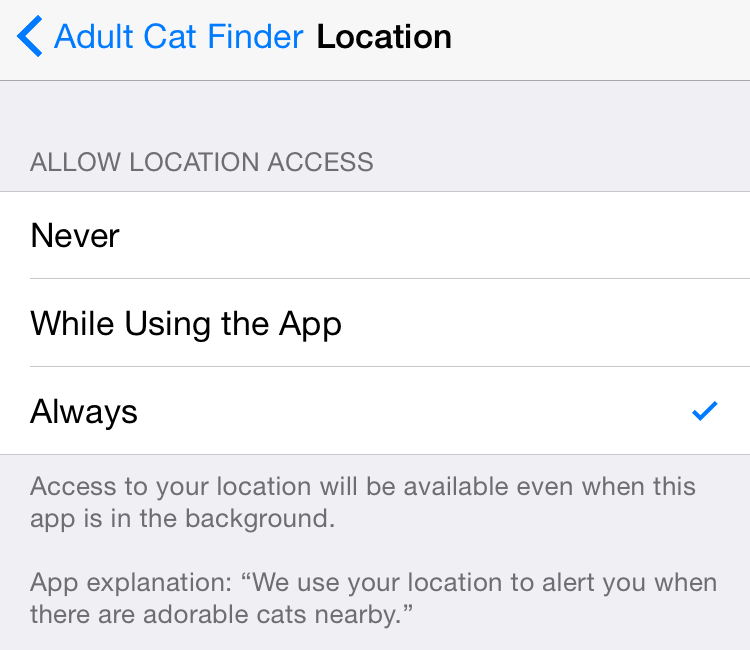 Adult Cat Finder Location
ALLOW LOCATION ACCESS
Never
While Using the App
Always
Access to your location will be available even when this
app is in the background.
App explanation: “We use your location to alert you when
there are adorable cats nearby.”